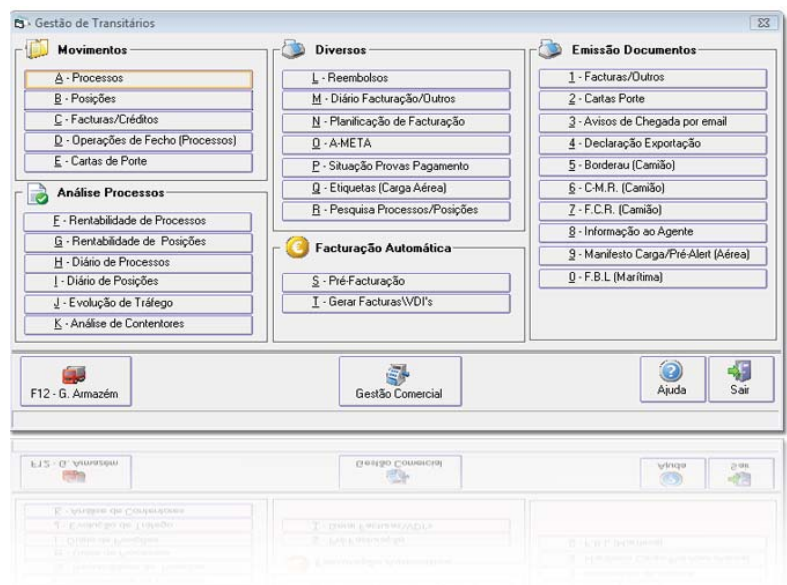 Gestão de Transitários
Movimentos
A - Processos
B - Posições
C - Facturas/Créditos
D - Operações de Fecho (Processos)
E - Cartas de Porte
Análise Processos
F - Rentabilidade de Processos
G - Rentabilidade de Posições
H - Diário de Processos
I - Diário de Posições
J - Evolução de Tráfego
K - Análise de Contentores
Diversos
L - Reembolsos
M - Diário Facturação/Outros
N - Planificação de Facturação
O - A-META
P - Situação Provas Pagamento
Q - Etiquetas (Carga Aérea)
R - Pesquisa Processos/Posições
Facturação Automática
S - Pré-Facturação
T - Gerar Facturas\VDI's
Emissão Documentos
1 - Facturas/Outros
2 - Cartas Porte
3 - Avisos de Chegada por email
4 - Declaração Exportação
5 - Borderau (Camião)
6 - C-M.R. (Camião)
7 - F.C.R. (Camião)
8 - Informação ao Agente
9 - Manifesto Carga/Pré-Alert (Aérea)
0 - F.B.L (Marítima)
F12 - G. Armazém
Gestão Comercial
Ajuda
Sair